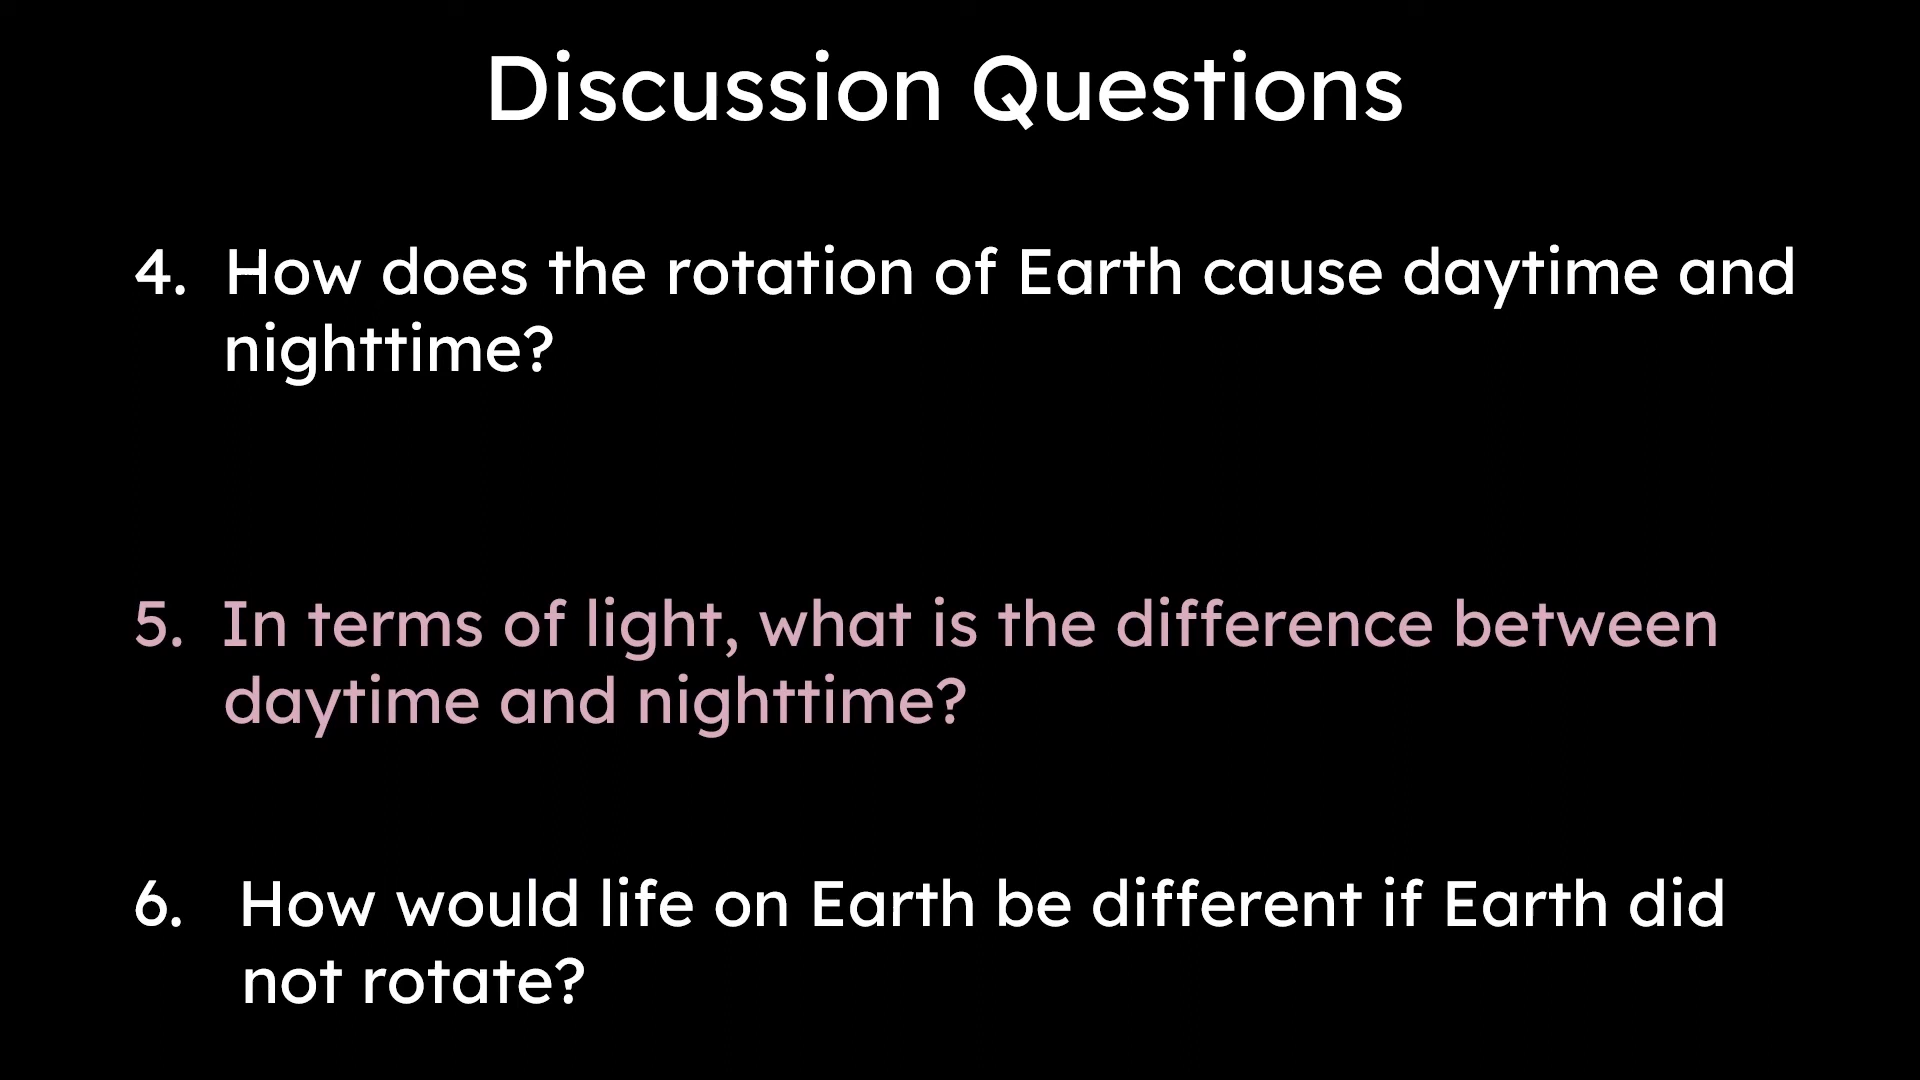 Discussion Questions
4. How does the rotation of Earth cause daytime and
nighttime?
5. In terms of light, what is the difference between
daytime and nighttime?
6. How would life on Earth be different if Earth did
not rotate?